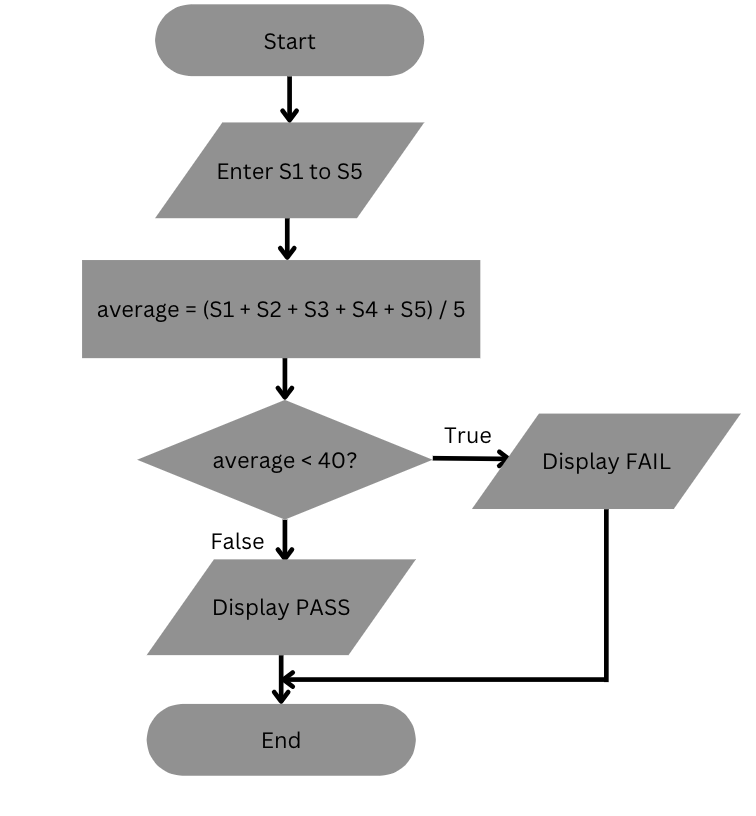 Start
Enter S1 to S5
average = (S1 + S2 + S3 + S4 + S5) / 5
average < 40?
True
Display FAIL
False
Display PASS
End